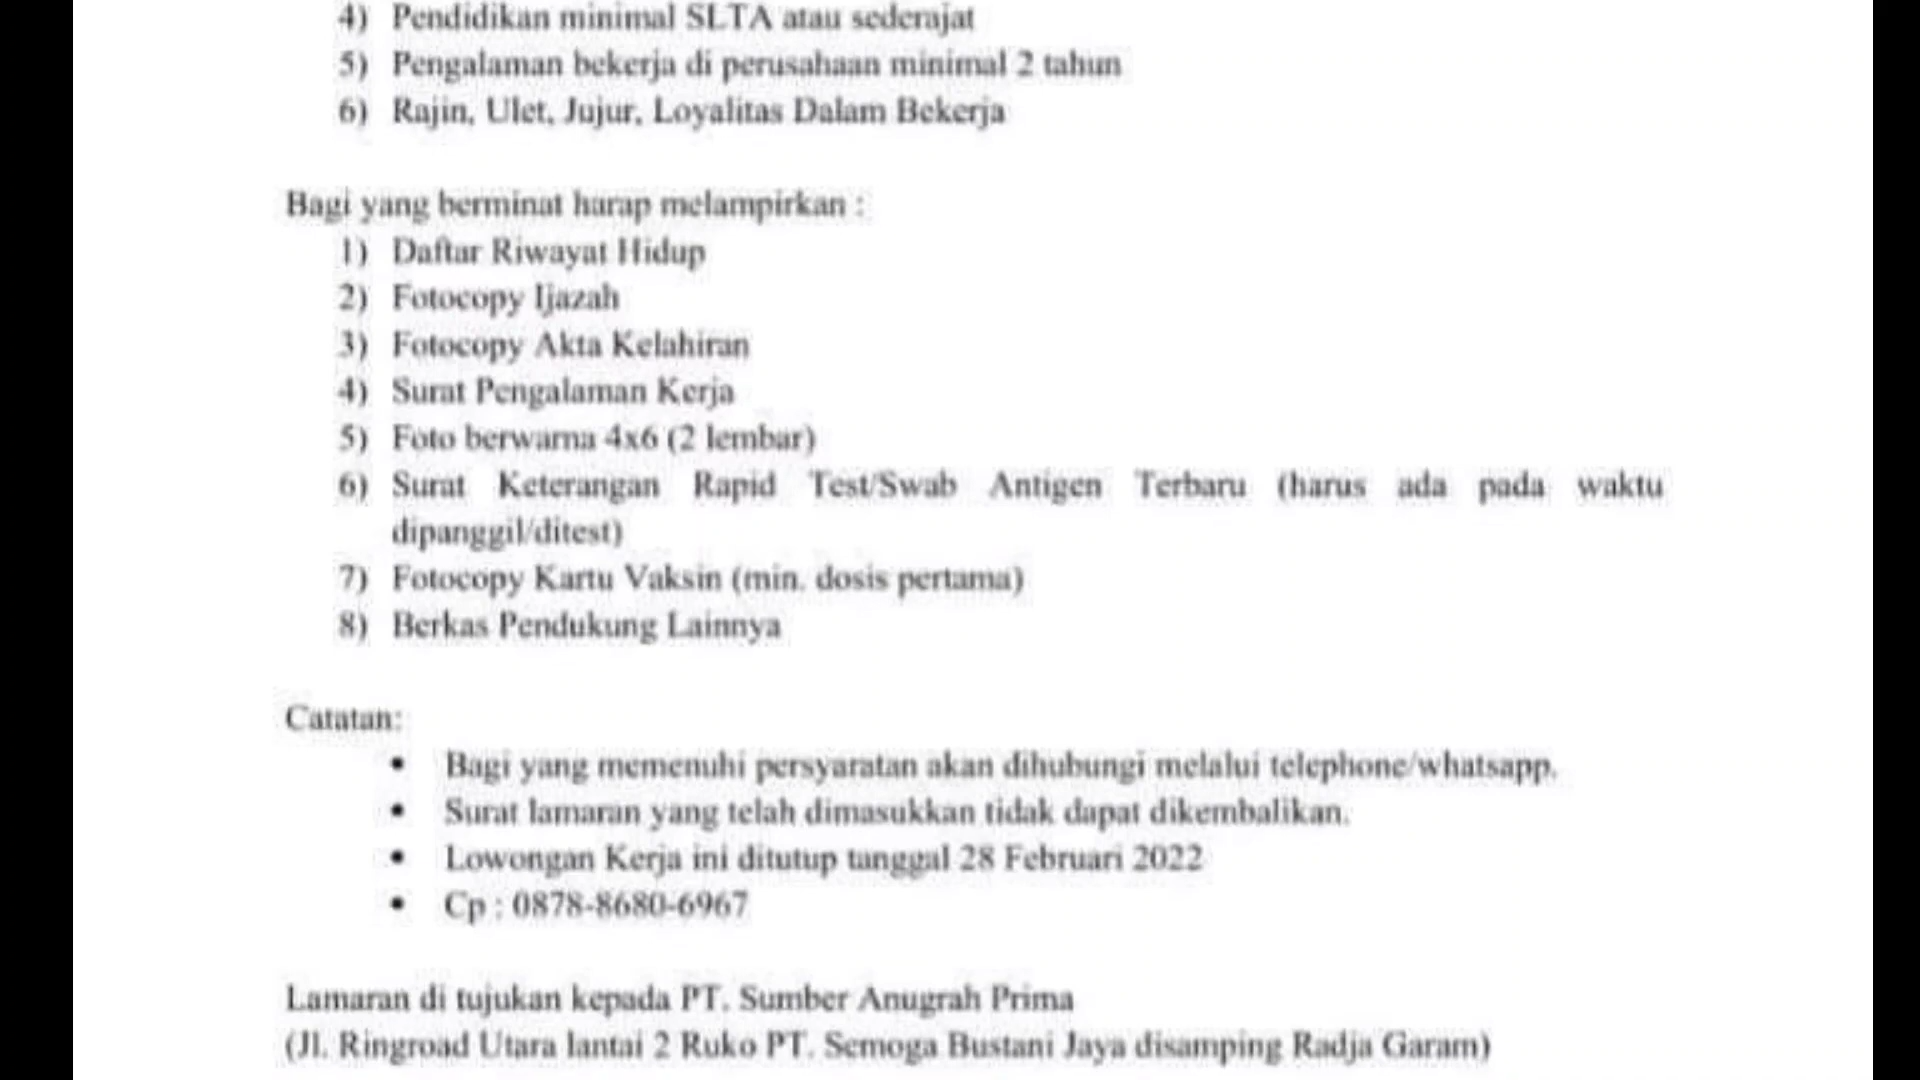 4) Pendidikan minimal SLTA atau sederajat
5) Pengalaman bekerja di perusahaan minimal 2 tahun
6) Rajin, Ulet, Jujur, Loyalitas Dalam Bekerja
Bagi yang berminat harap melampirkan :
1) Daftar Riwayat Hidup
2) Fotocopy Ijazah
3) Fotocopy Akta Kelahiran
4) Surat Pengalaman Kerja
5) Foto berwarna 4x6 (2 lembar)
6) Surat Keterangan Rapid Test/Swab Antigen Terbaru (harus ada pada waktu
dipanggil/ditest)
7) Fotocopy Kartu Vaksin (min. dosis pertama)
8) Berkas Pendukung Lainnya
Catatan:
• Bagi yang memenuhi persyaratan akan dihubungi melalui telephone/whatsapp.
• Surat lamaran yang telah dimasukkan tidak dapat dikembalikan.
• Lowongan Kerja ini ditutup tanggal 28 Februari 2022
• Cp : 0878-8680-6967
Lamaran di tujukan kepada PT. Sumber Anugrah Prima
(Jl. Ringroad Utara lantai 2 Ruko PT. Semoga Bustani Jaya disamping Radja Garam)